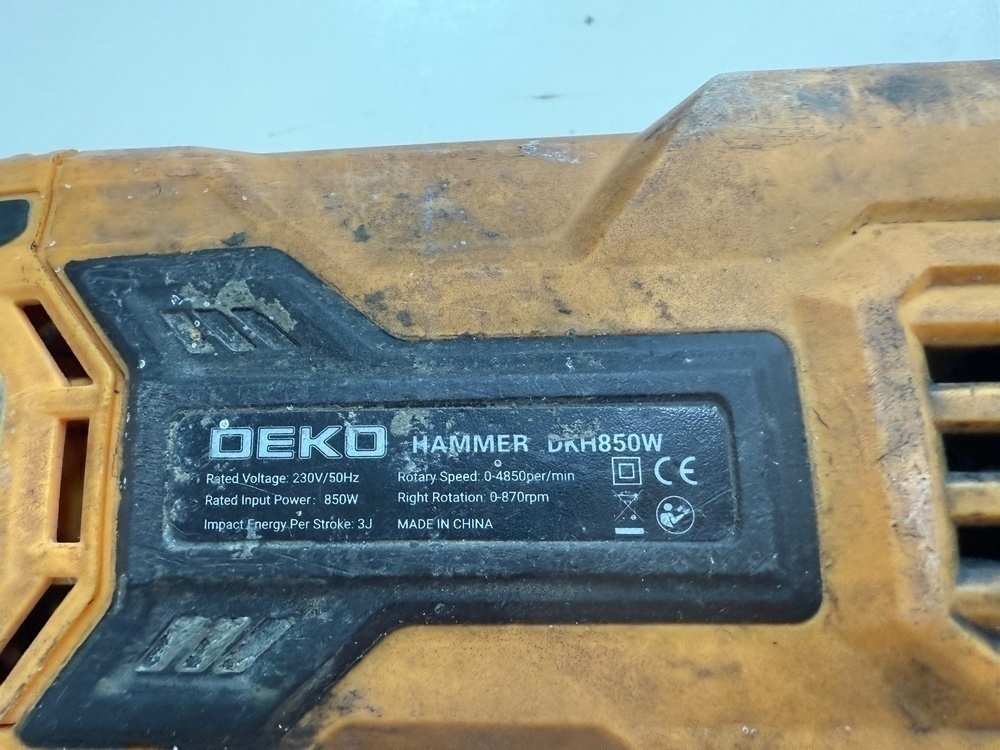 DEKO HAMMER DKH850W
Rated Voltage: 230V/50Hz Rotary Speed: 0-4850per/min
Rated Input Power: 850W Right Rotation: 0-870rpm
Impact Energy Per Stroke: 3J MADE IN CHINA
CE